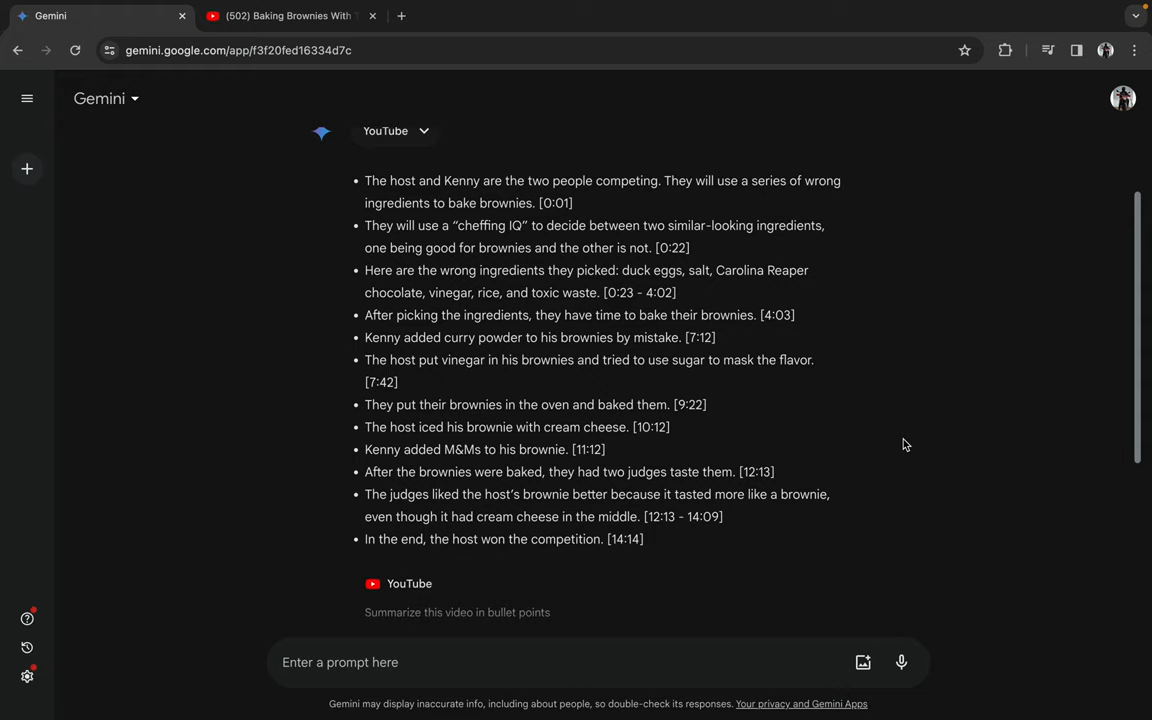 Gemini
(502) Baking Brownies With T
gemini.google.com/app/f3f20fed16334d7c
Gemini
YouTube
• The host and Kenny are the two people competing. They will use a series of wrong
ingredients to bake brownies. [0:01]
• They will use a “cheffing IQ” to decide between two similar-looking ingredients,
one being good for brownies and the other is not. [0:22]
• Here are the wrong ingredients they picked: duck eggs, salt, Carolina Reaper
chocolate, vinegar, rice, and toxic waste. [0:23 - 4:02]
• After picking the ingredients, they have time to bake their brownies. [4:03]
• Kenny added curry powder to his brownies by mistake. [7:12]
• The host put vinegar in his brownies and tried to use sugar to mask the flavor.
[7:42]
• They put their brownies in the oven and baked them. [9:22]
• The host iced his brownie with cream cheese. [10:12]
• Kenny added M&Ms to his brownie. [11:12]
• After the brownies were baked, they had two judges taste them. [12:13]
• The judges liked the host’s brownie better because it tasted more like a brownie,
even though it had cream cheese in the middle. [12:13 - 14:09]
• In the end, the host won the competition. [14:14]
YouTube
Summarize this video in bullet points
Enter a prompt here
Gemini may display inaccurate info, including about people, so double-check its responses. Your privacy and Gemini Apps